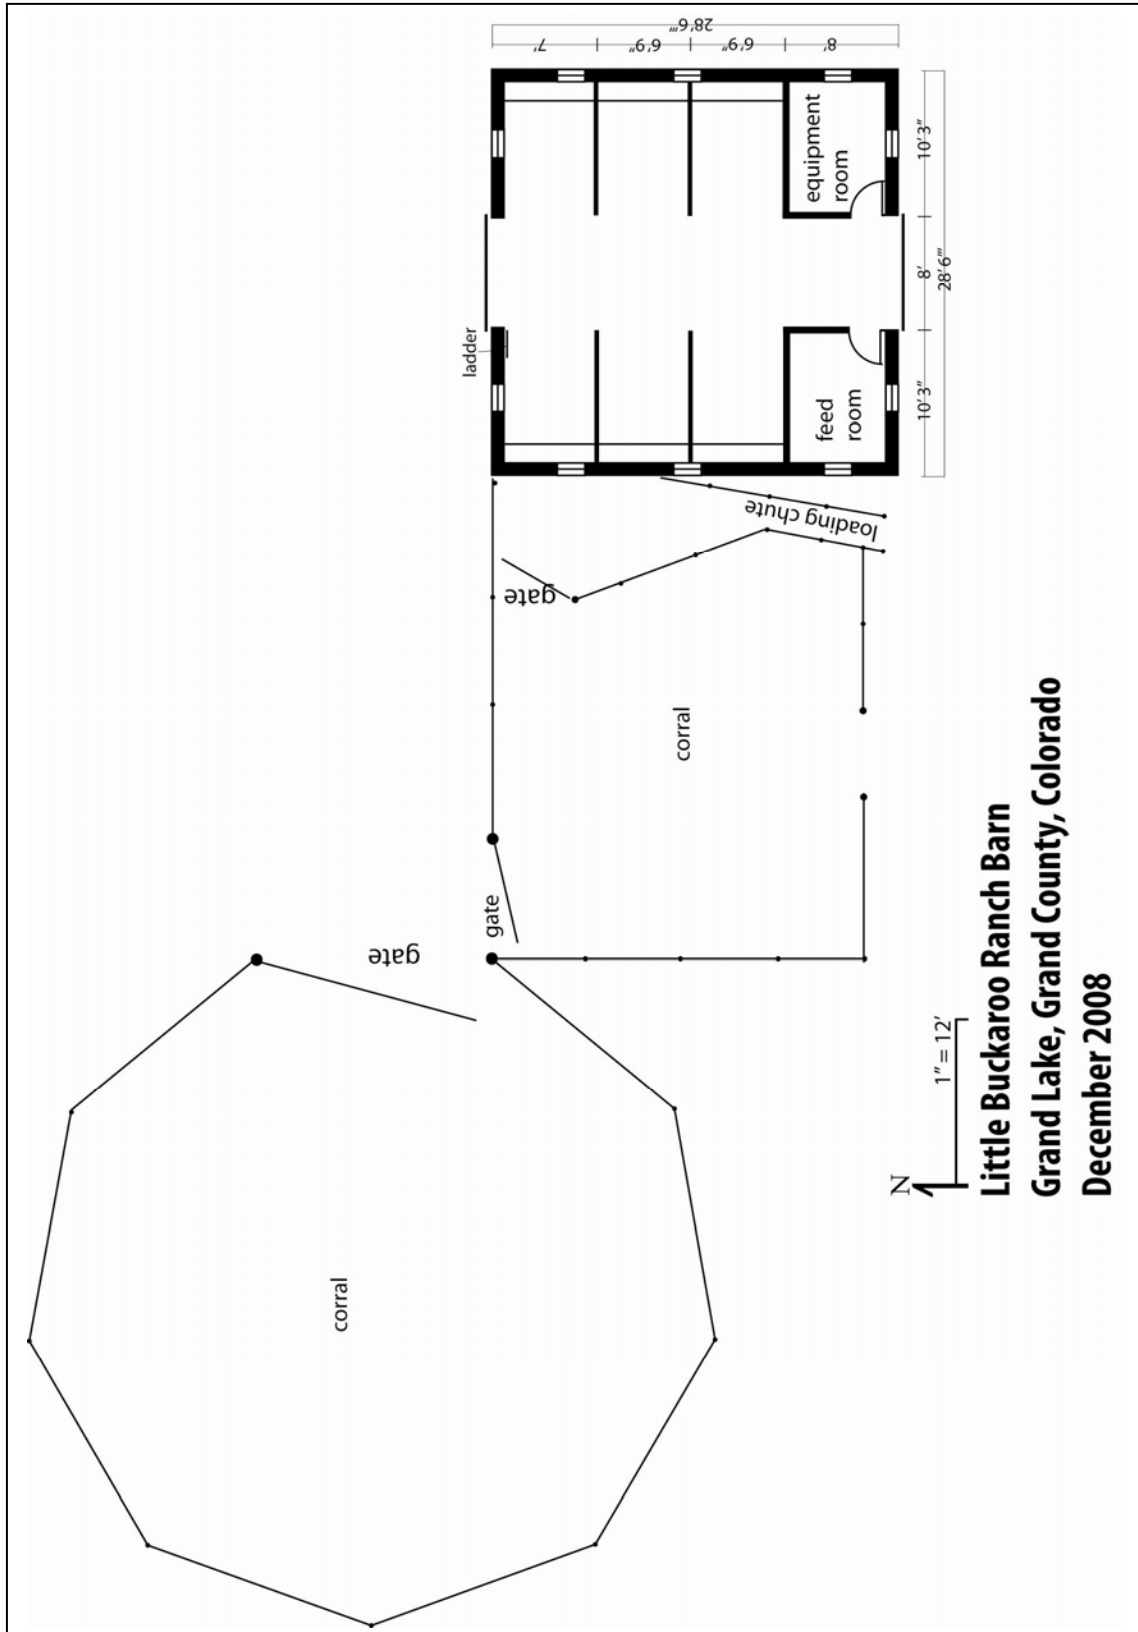 28'6"'
7'
6'9"
6'9"
8'
equipment
room
10'3"
8'
28'6"'
10'3"
ladder
feed
room
loading chute
gate
corral
gate
gate
corral
1" = 12'
N
Little Buckaroo Ranch Barn
Grand Lake, Grand County, Colorado
December 2008